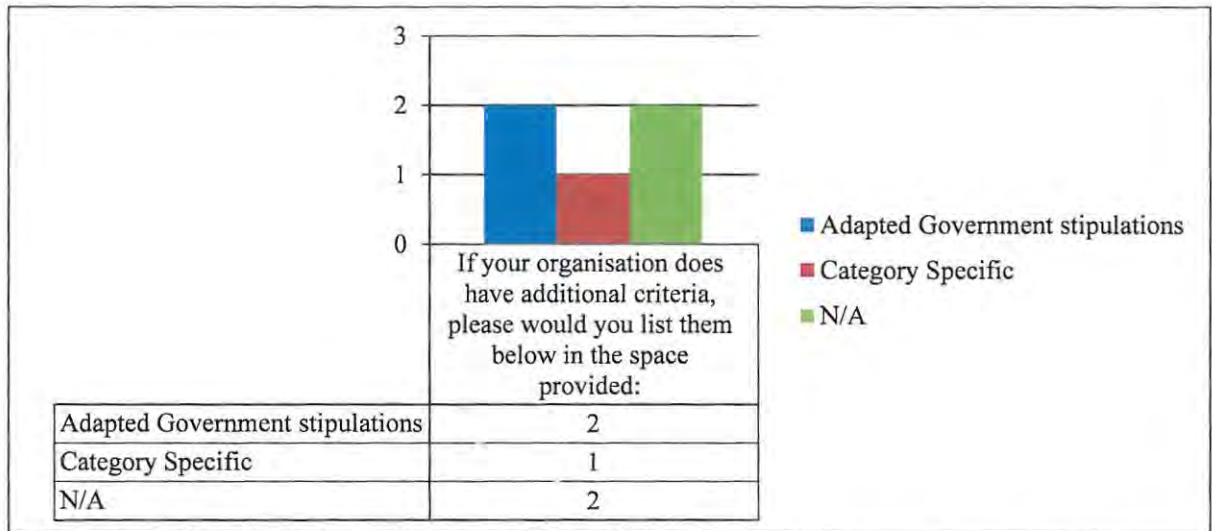 3
2
1
0
If your organisation does
have additional criteria,
please would you list them
below in the space
provided:
Adapted Government stipulations
Category Specific
N/A
Adapted Government stipulations 2
Category Specific 1
N/A 2